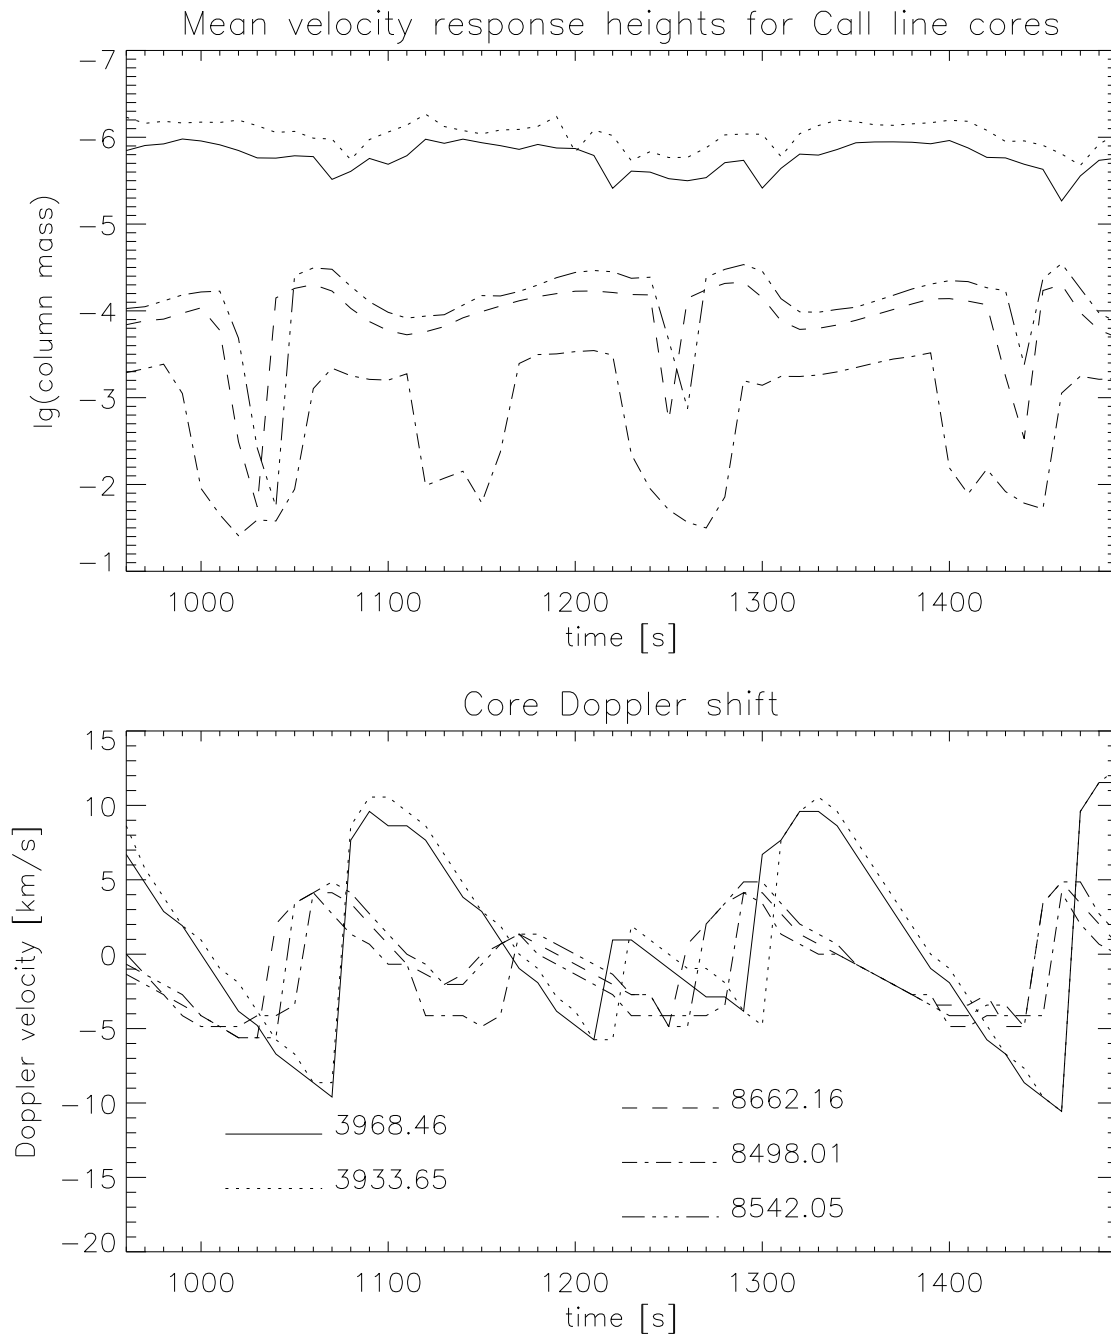 Mean velocity response heights for CaII line cores
lg(column mass)
-7
-6
-5
-4
-3
-2
-1
1000 1100 1200 1300 1400
time [s]
Core Doppler shift
Doppler velocity [km/s]
15
10
5
0
-5
-10
-15
-20
3968.46
3933.65
8662.16
8498.01
8542.05
1000 1100 1200 1300 1400
time [s]